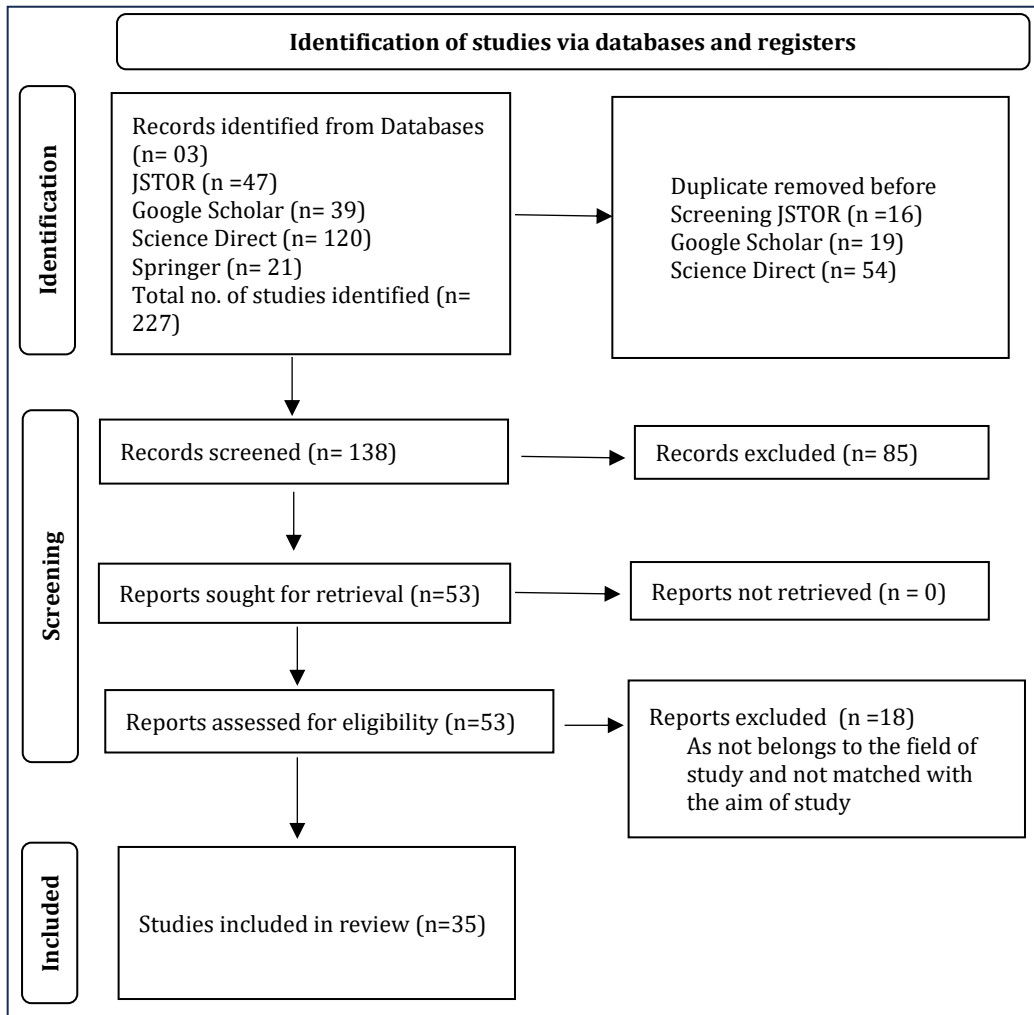 Identification of studies via databases and registers
Identification
Records identified from Databases
(n= 03)
JSTOR (n =47)
Google Scholar (n= 39)
Science Direct (n= 120)
Springer (n= 21)
Total no. of studies identified (n=
227)
Duplicate removed before
Screening JSTOR (n =16)
Google Scholar (n= 19)
Science Direct (n= 54)
Screening
Records screened (n= 138)
Records excluded (n= 85)
Reports sought for retrieval (n=53)
Reports not retrieved (n = 0)
Reports assessed for eligibility (n=53)
Reports excluded (n =18)
As not belongs to the field of
study and not matched with
the aim of study
Included
Studies included in review (n=35)